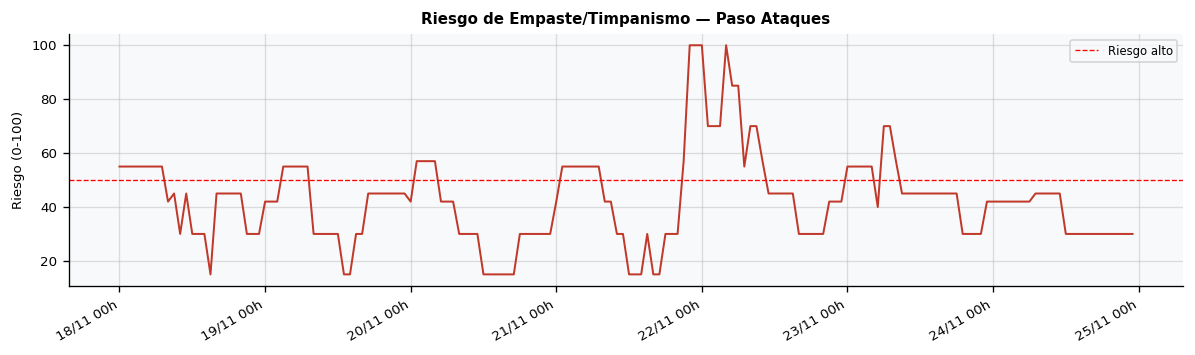 Riesgo de Empaste/Timpanismo — Paso Ataques
Riesgo alto
Riesgo (0-100)
100
80
60
40
20
18/11 00h
19/11 00h
20/11 00h
21/11 00h
22/11 00h
23/11 00h
24/11 00h
25/11 00h